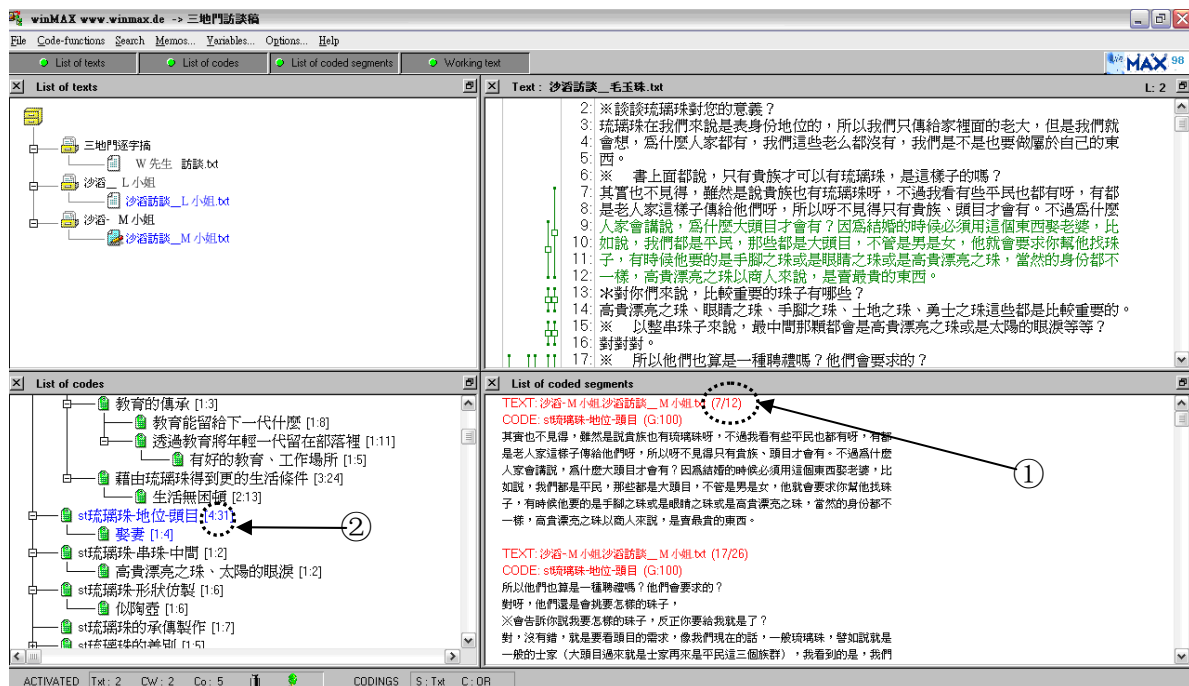 winMAX www.winmax.de -> 三地門訪談稿
File Code-functions Search Memos... Variables... Options... Help
List of texts List of codes List of coded segments Working text
MAX 98
List of texts
三地門逐字摘
W 先生 訪談.txt
沙滔__ L 小姐
沙滔訪談__L 小姐.txt
沙滔- M 小姐
沙滔訪談__M 小姐.txt
Text : 沙滔訪談__毛玉珠.txt L: 2
2: ※談談琉璃珠對您的意義？
3: 琉璃珠在我們來說是表身份地位的，所以我們只傳給家裡面的老大，但是我們就
4: 會想，為什麼人家都有，我們這些老么都沒有，我們是不是也要做屬於自己的東
5: 西。
6: ※ 書上面都說，只有貴族才可以有琉璃珠，是這樣子的嗎？
7: 其實也不見得，雖然是說貴族也有琉璃珠呀，不過我看有些平民也都有呀，有都
8: 是老人家這樣子傳給他們呀，所以呀不見得只有貴族、頭目才會有。不過為什麼
9: 人家會講說，為什麼大頭目才會有？因為結婚的時候必須用這個東西娶老婆，比
10: 如說，我們都是平民，那些都是大頭目，不管是男是女，他就會要求你幫他找珠
11: 子，有時候他要的是手腳之珠或是眼睛之珠或是高貴漂亮之珠，當然的身份都不
12: 一樣，高貴漂亮之珠以商人來說，是賣最貴的東西。
13: ※對你們來說，比較重要的珠子有哪些？
14: 高貴漂亮之珠、眼睛之珠、手腳之珠、土地之珠、勇士之珠這些都是比較重要的。
15: ※ 以整串珠子來說，最中間那顆都會是高貴漂亮之珠或是太陽的眼淚等等？
16: 對對對。
17: ※ 所以他們也算是一種聘禮嗎？他們會要求的？
List of codes
教育的傳承 [1:3]
教育能留給下一代什麼 [1:8]
透過教育將年輕一代留在部落裡 [1:11]
有好的教育、工作場所 [1:5]
藉由琉璃珠得到更的生活條件 [3:24]
生活無困頓 [2:13]
st琉璃珠-地位-頭目 [4:31]
娶妻 [1:4]
st琉璃珠-串珠-中間 [1:2]
高貴漂亮之珠、太陽的眼淚 [1:2]
st琉璃珠-形狀仿製 [1:6]
似陶壺 [1:6]
st琉璃珠的承傳製作 [1:7]
st琉璃珠的差別 [1:5]
②
List of coded segments
TEXT: 沙滔- M 小姐\沙滔訪談__ M 小姐.txt (7/12)
CODE: st琉璃珠-地位-頭目 (G:100)
其實也不見得，雖然是說貴族也有琉璃珠呀，不過我看有些平民也都有呀，有都
是老人家這樣子傳給他們呀，所以呀不見得只有貴族、頭目才會有。不過為什麼
人家會講說，為什麼大頭目才會有？因為結婚的時候必須用這個東西娶老婆，比
如說，我們都是平民，那些都是大頭目，不管是男是女，他就會要求你幫他找珠
子，有時候他要的是手腳之珠或是眼睛之珠或是高貴漂亮之珠，當然的身份都不
一樣，高貴漂亮之珠以商人來說，是賣最貴的東西。
①
TEXT: 沙滔- M 小姐\沙滔訪談__ M 小姐.txt (17/26)
CODE: st琉璃珠-地位-頭目 (G:100)
所以他們也算是一種聘禮嗎？他們會要求的？
對呀，他們還是會挑要怎樣的珠子，
※會告訴你說我要怎樣的珠子，反正你要給我就是了？
對，沒有錯，就是要看頭目的需求，像我們現在的話，一般琉璃珠，譬如說就是
一般的士家（大頭目過來就是士家再來是平民這三個族群），我看到的是，我們
ACTIVATED Txt: 2 CW: 2 Co: 5 CODINGS S: Txt C: OR